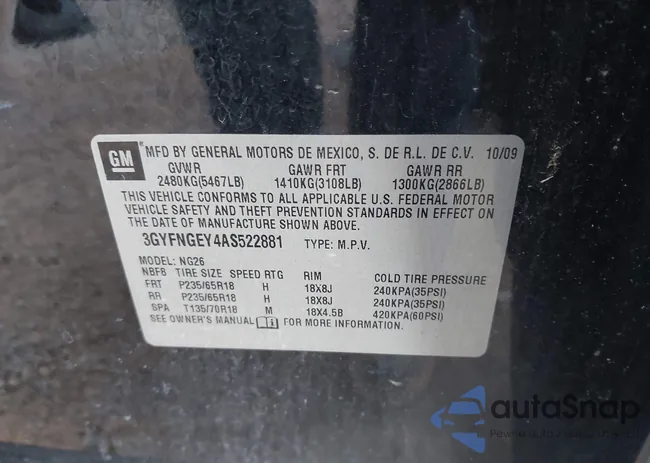 GM
MFD BY GENERAL MOTORS DE MEXICO, S. DE R.L. DE C.V. 10/09
GVWR GAWR FRT GAWR RR
2480KG(5467LB) 1410KG(3108LB) 1300KG(2866LB)
THIS VEHICLE CONFORMS TO ALL APPLICABLE U.S. FEDERAL MOTOR
VEHICLE SAFETY AND THEFT PREVENTION STANDARDS IN EFFECT ON
THE DATE OF MANUFACTURE SHOWN ABOVE.
3GYFNGEY4AS522881 TYPE: M.P.V.
MODEL: NG26
NBF8 TIRE SIZE SPEED RTG RIM COLD TIRE PRESSURE
FRT P235/65R18 H 18X8J 240KPA(35PSI)
RR P235/65R18 H 18X8J 240KPA(35PSI)
SPA T135/70R18 M 18X4.5B 420KPA(60PSI)
SEE OWNER'S MANUAL FOR MORE INFORMATION.
autoSnap